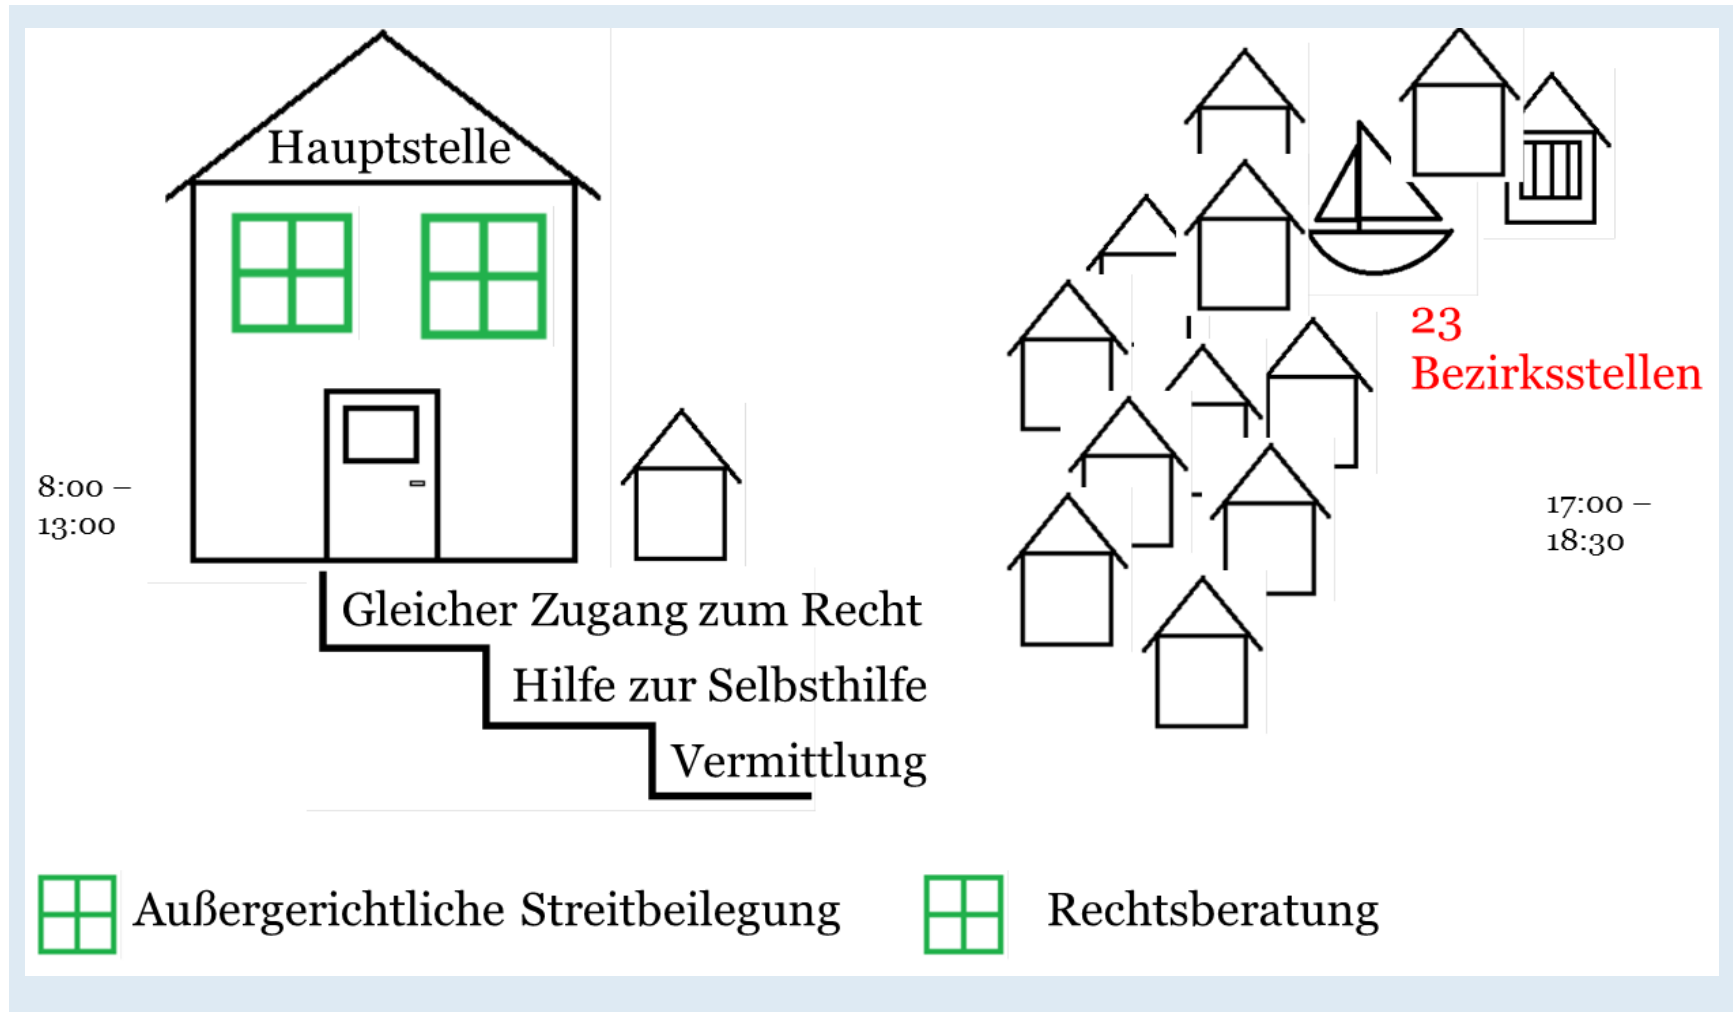 Hauptstelle
8:00 –
13:00
Gleicher Zugang zum Recht
Hilfe zur Selbsthilfe
Vermittlung
23
Bezirksstellen
17:00 –
18:30
Außergerichtliche Streitbeilegung
Rechtsberatung